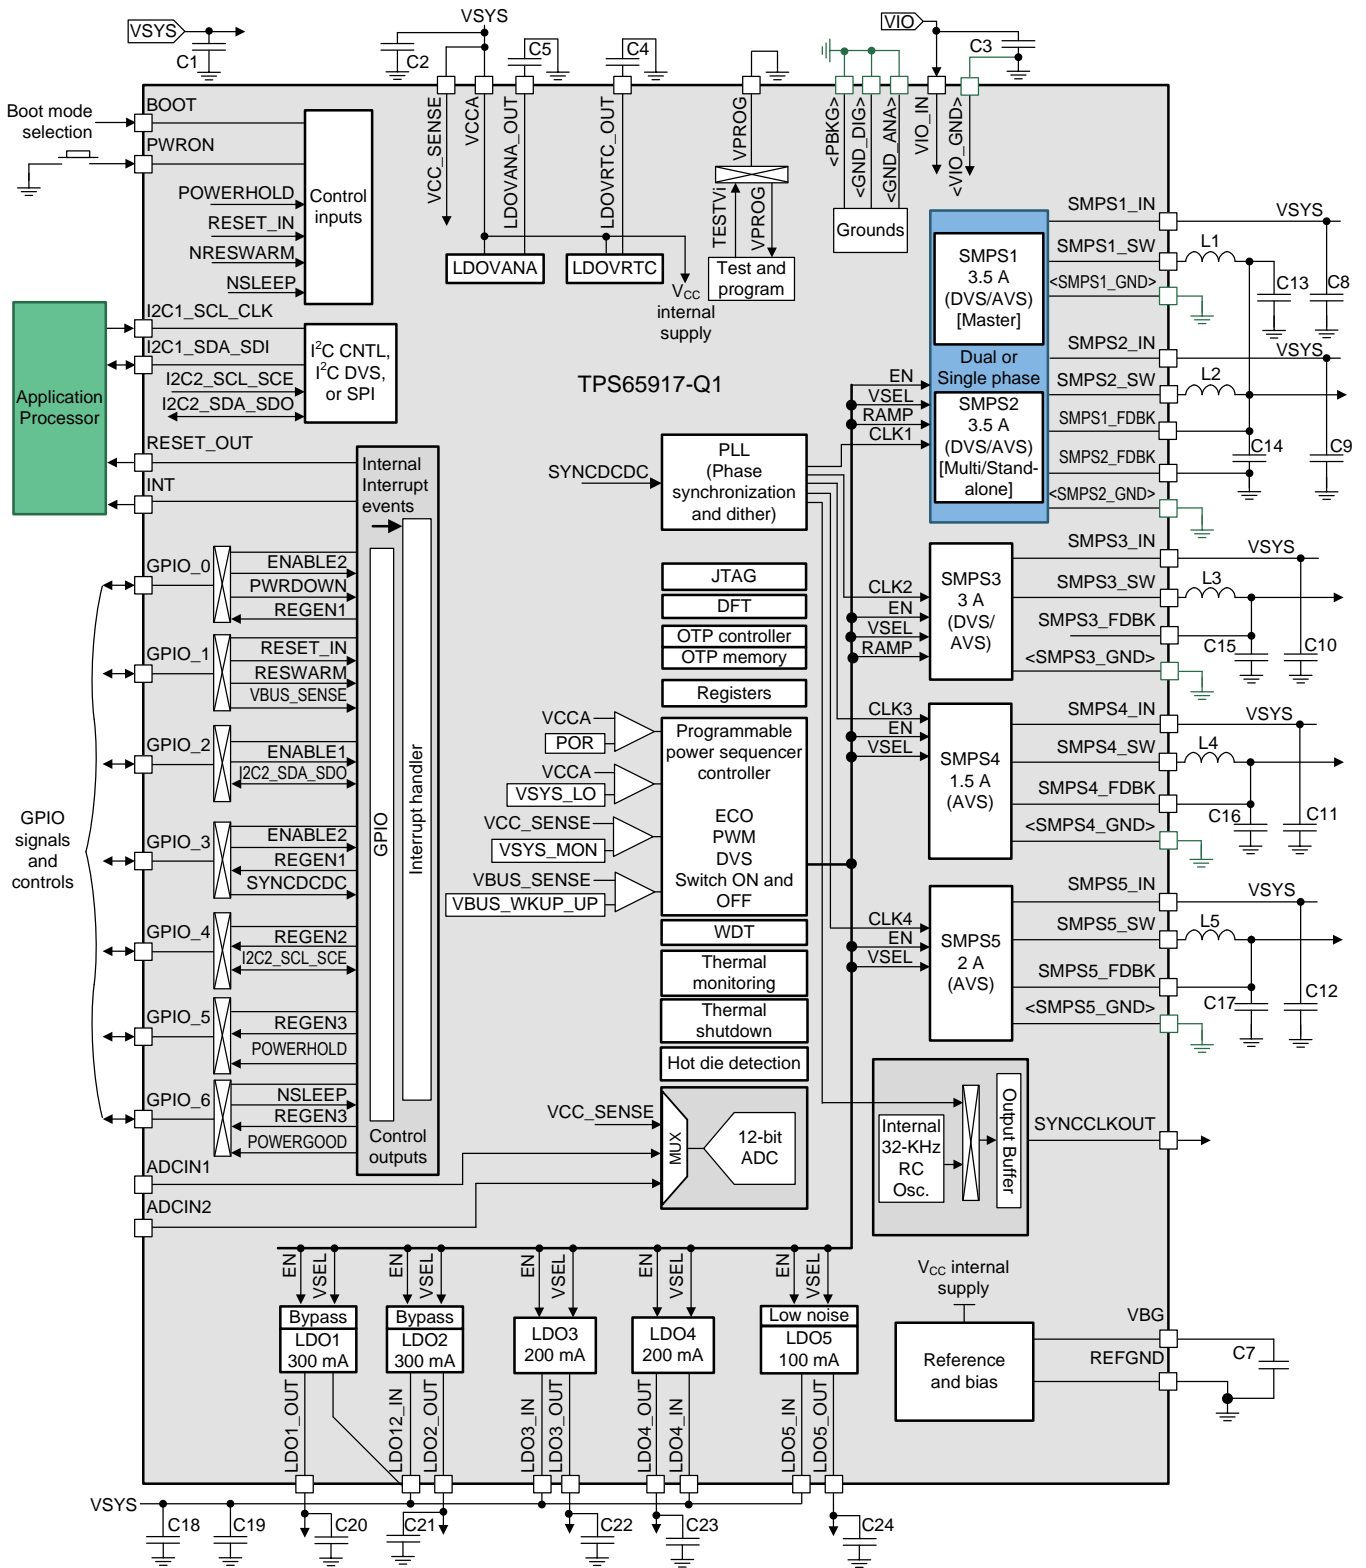 VSYS
C1
VSYS
C2
C5
C4
VIO
C3
Boot mode
selection
BOOT
PWRON
POWERHOLD
RESET_IN
NRESWARM
NSLEEP
Control
inputs
VCC_SENSE
VCCA
LDOVANA_OUT
LDOVRTC_OUT
VPROG
<PBKG>
<GND_DIG>
<GND_ANA>
VIO_IN
<VIO_GND>
TESTVi
VPROG
LDOVANA
LDOVRTC
VCC
internal
supply
Test and
program
Grounds
Application
Processor
I2C1_SCL_CLK
I2C1_SDA_SDI
I2C2_SCL_SCE
I2C2_SDA_SDO
I2C CNTL,
I2C DVS,
or SPI
RESET_OUT
INT
TPS65917-Q1
SMPS1
3.5 A
(DVS/AVS)
[Master]
Dual or
Single phase
SMPS2
3.5 A
(DVS/AVS)
[Multi/Stand-
alone]
EN
VSEL
RAMP
CLK1
SMPS1_IN
VSYS
SMPS1_SW
L1
<SMPS1_GND>
C13
C8
SMPS2_IN
VSYS
SMPS2_SW
L2
SMPS1_FDBK
SMPS2_FDBK
C14
C9
<SMPS2_GND>
SYNCDCDC
PLL
(Phase
synchronization
and dither)
Internal
Interrupt
events
GPIO
Interrupt handler
Control
outputs
GPIO
signals
and
controls
GPIO_0
ENABLE2
PWRDOWN
REGEN1
GPIO_1
RESET_IN
RESWARM
VBUS_SENSE
GPIO_2
ENABLE1
I2C2_SDA_SDO
GPIO_3
ENABLE2
REGEN1
SYNCDCDC
GPIO_4
REGEN2
I2C2_SCL_SCE
GPIO_5
REGEN3
POWERHOLD
GPIO_6
NSLEEP
REGEN3
POWERGOOD
ADCIN1
ADCIN2
JTAG
DFT
OTP controller
OTP memory
Registers
VCCA
POR
VCCA
VSYS_LO
VCC_SENSE
VSYS_MON
VBUS_SENSE
VBUS_WKUP_UP
Programmable
power sequencer
controller
ECO
PWM
DVS
Switch ON and
OFF
WDT
Thermal
monitoring
Thermal
shutdown
Hot die detection
VCC_SENSE
MUX
12-bit
ADC
CLK2
EN
VSEL
RAMP
SMPS3
3 A
(DVS/
AVS)
SMPS3_IN
VSYS
SMPS3_SW
L3
SMPS3_FDBK
C15
C10
<SMPS3_GND>
CLK3
EN
VSEL
SMPS4
1.5 A
(AVS)
SMPS4_IN
VSYS
SMPS4_SW
L4
SMPS4_FDBK
C16
C11
<SMPS4_GND>
CLK4
EN
VSEL
SMPS5
2 A
(AVS)
SMPS5_IN
VSYS
SMPS5_SW
L5
SMPS5_FDBK
C17
C12
<SMPS5_GND>
Internal
32-KHz
RC
Osc.
Output Buffer
SYNCCLKOUT
VCC internal
supply
Reference
and bias
VBG
REFGND
C7
EN
VSEL
EN
VSEL
EN
VSEL
EN
VSEL
EN
VSEL
Bypass
LDO1
300 mA
Bypass
LDO2
300 mA
LDO3
200 mA
LDO4
200 mA
Low noise
LDO5
100 mA
LDO1_OUT
LDO12_IN
LDO2_OUT
LDO3_IN
LDO3_OUT
LDO4_OUT
LDO4_IN
LDO5_IN
LDO5_OUT
VSYS
C18
C19
C20
C21
C22
C23
C24